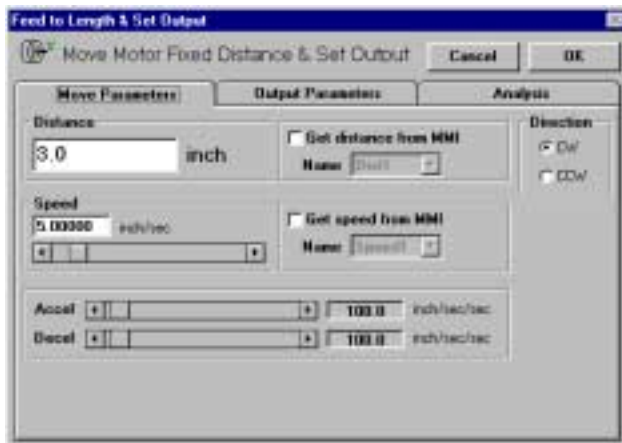 Feed to Length & Set Output
Move Motor Fixed Distance & Set Output
Cancel
OK
Move Parameters
Output Parameters
Analysis
Distance
3.0 inch
Get distance from MMI
Name
Direction
CW
CCW
Speed
5.00000 inch/sec
Get speed from MMI
Name Speed1
Accel 100.0 inch/sec/sec
Decel 100.0 inch/sec/sec